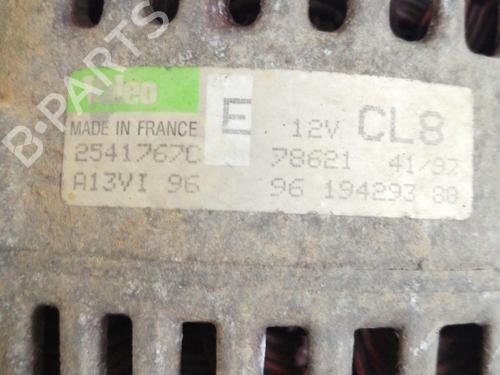 B-PARTS
Valeo
MADE IN FRANCE E 12V CL8
2541767C 78621 41/97
A13VI 96 96 194293 80